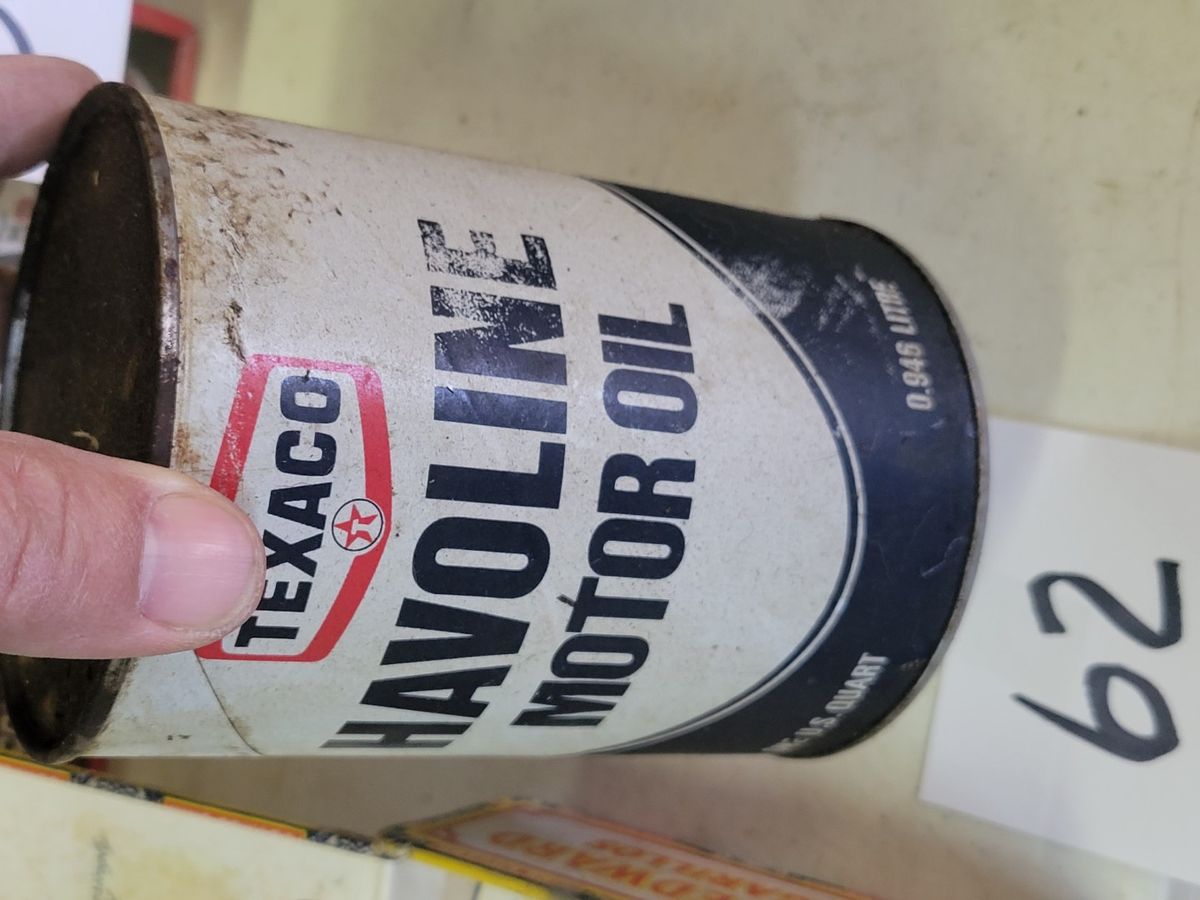 TEXACO
T
HAVOLINE
MOTOR OIL
U.S. QUART
0.946 LITRE
62